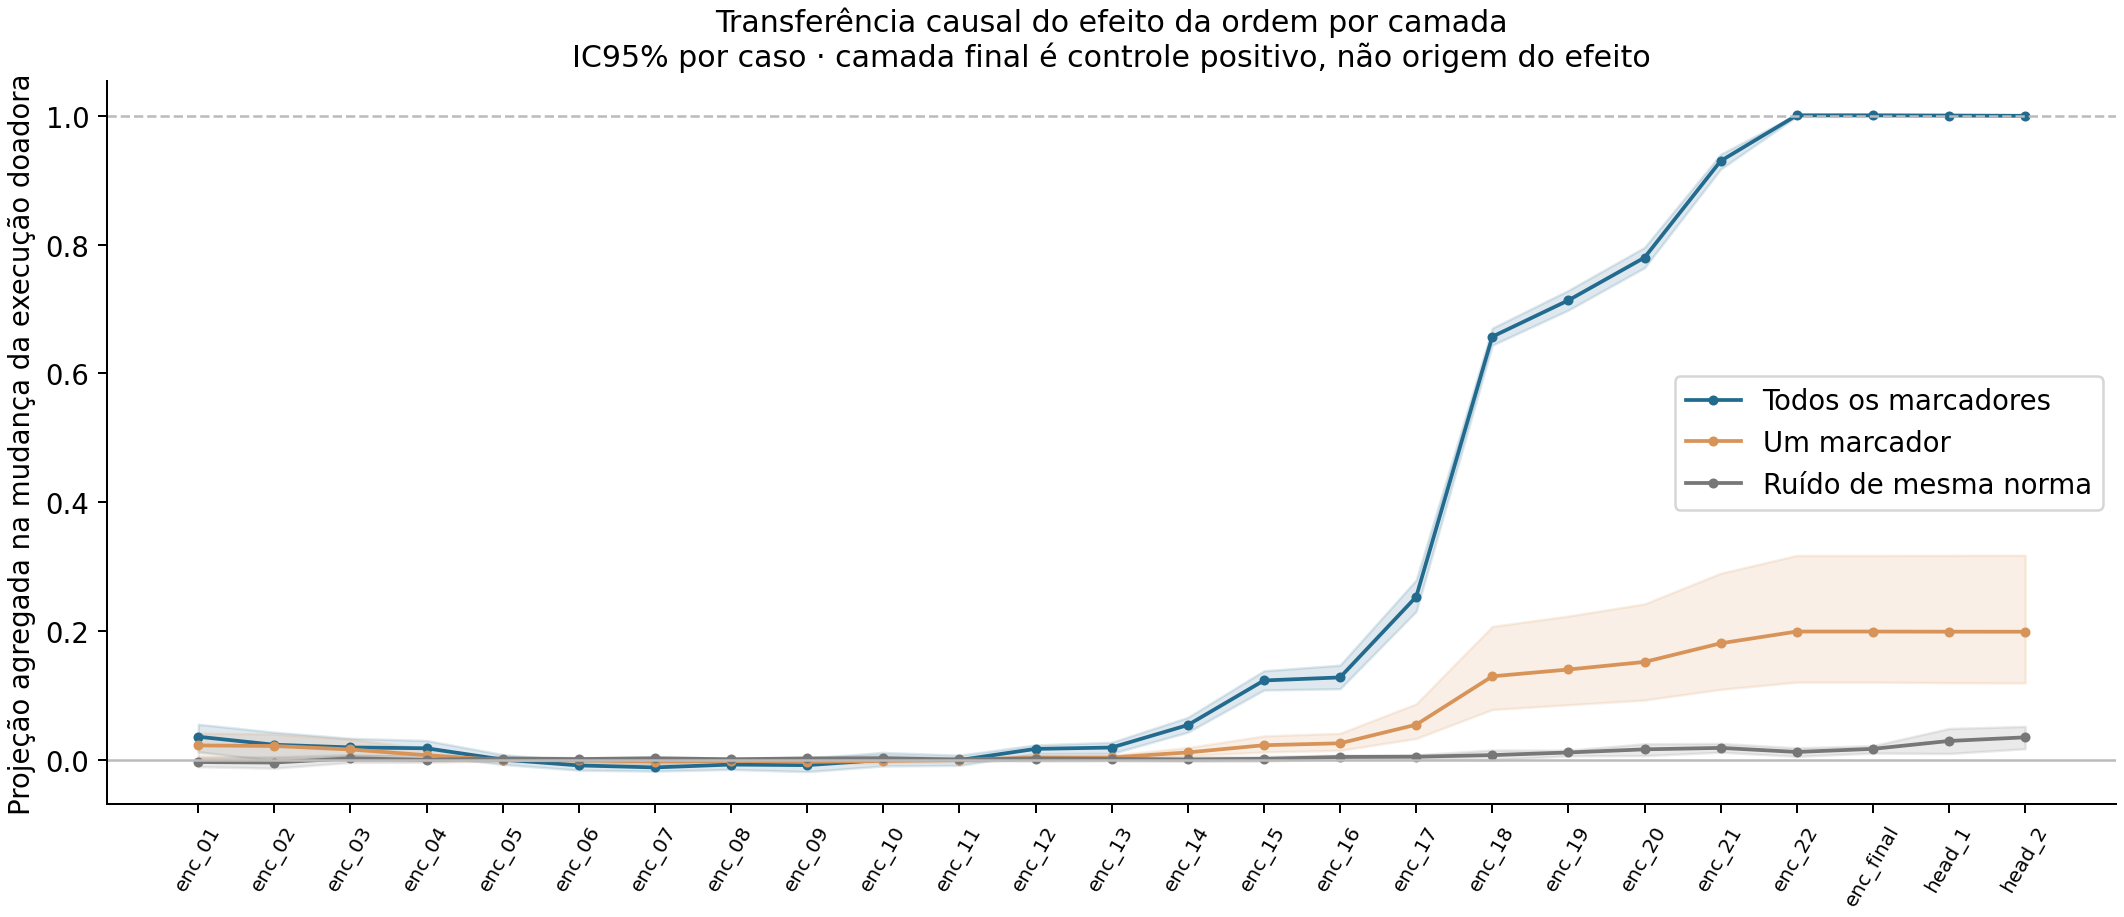 Transferência causal do efeito da ordem por camada
IC95% por caso · camada final é controle positivo, não origem do efeito
Projeção agregada na mudança da execução doadora
1.0
0.8
0.6
0.4
0.2
0.0
Todos os marcadores
Um marcador
Ruído de mesma norma
enc_01
enc_02
enc_03
enc_04
enc_05
enc_06
enc_07
enc_08
enc_09
enc_10
enc_11
enc_12
enc_13
enc_14
enc_15
enc_16
enc_17
enc_18
enc_19
enc_20
enc_21
enc_22
enc_final
head_1
head_2